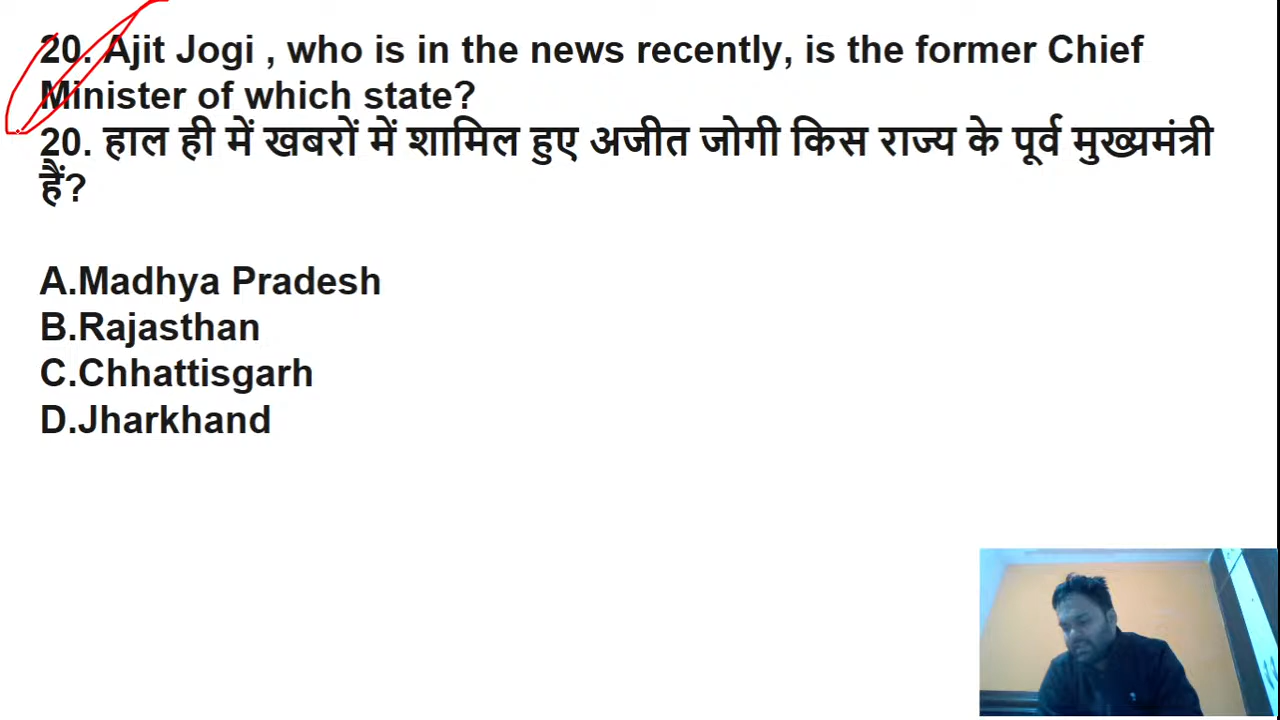 20. Ajit Jogi , who is in the news recently, is the former Chief
Minister of which state?
20. हाल ही में खबरों में शामिल हुए अजीत जोगी किस राज्य के पूर्व मुख्यमंत्री
हैं?
A.Madhya Pradesh
B.Rajasthan
C.Chhattisgarh
D.Jharkhand